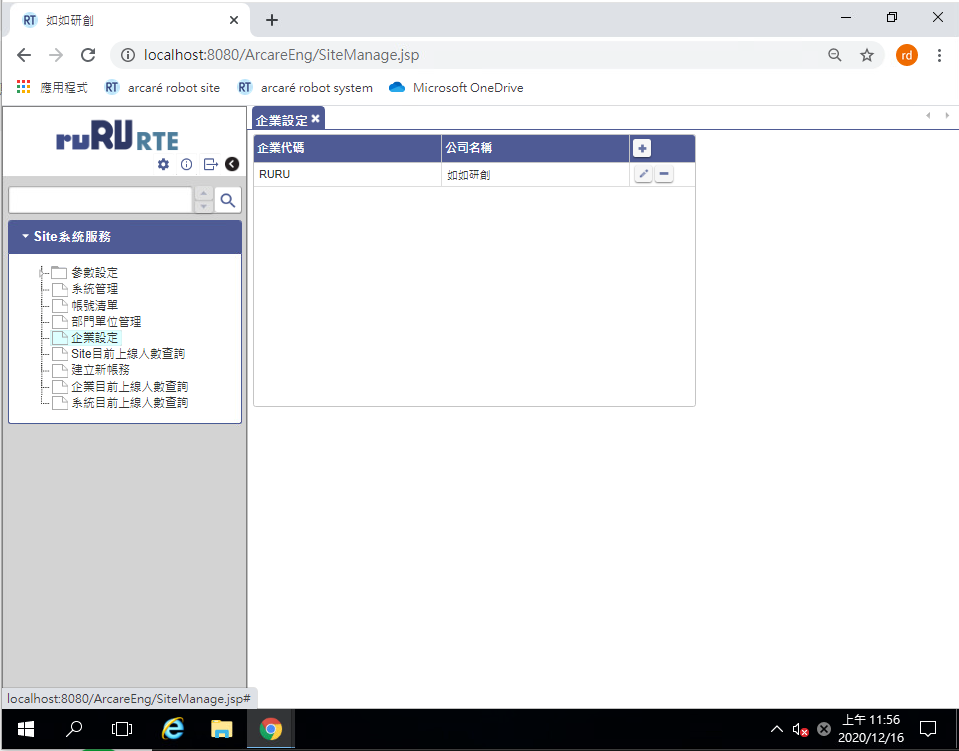 RT 如如研創
localhost:8080/ArcareEng/SiteManage.jsp
rd
應用程式 RT arcaré robot site RT arcaré robot system Microsoft OneDrive
ruRU RTE
企業設定
企業代碼 公司名稱
RURU 如如研創
Site系統服務
參數設定
系統管理
帳號清單
部門單位管理
企業設定
Site目前上線人數查詢
建立新帳務
企業目前上線人數查詢
系統目前上線人數查詢
localhost:8080/ArcareEng/SiteManage.jsp#
上午 11:56
2020/12/16